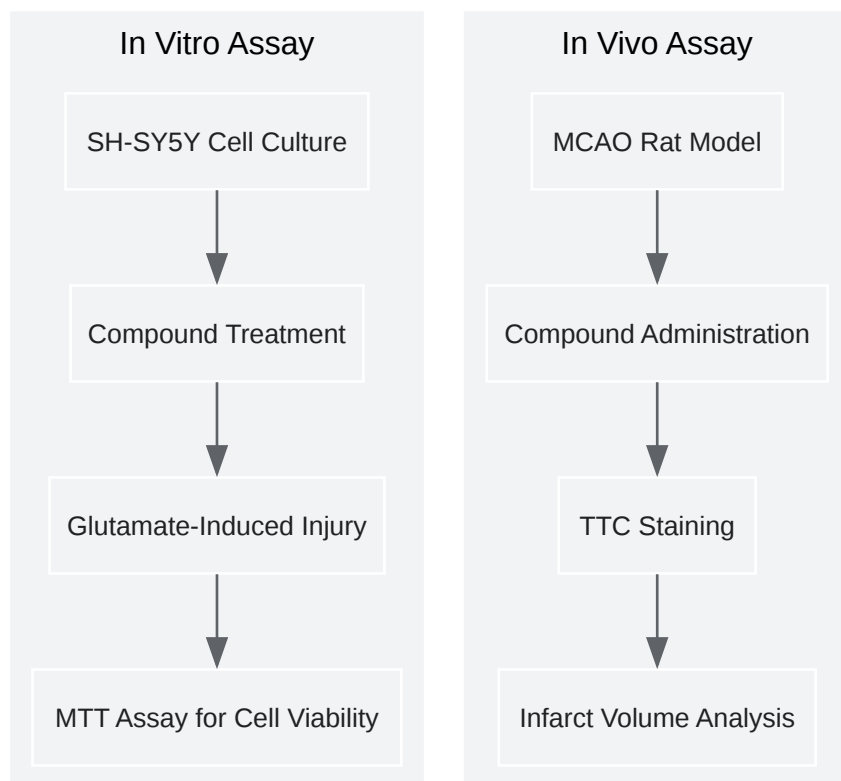 In Vitro Assay
SH-SY5Y Cell Culture
Compound Treatment
Glutamate-Induced Injury
MTT Assay for Cell Viability
In Vivo Assay
MCAO Rat Model
Compound Administration
TTC Staining
Infarct Volume Analysis